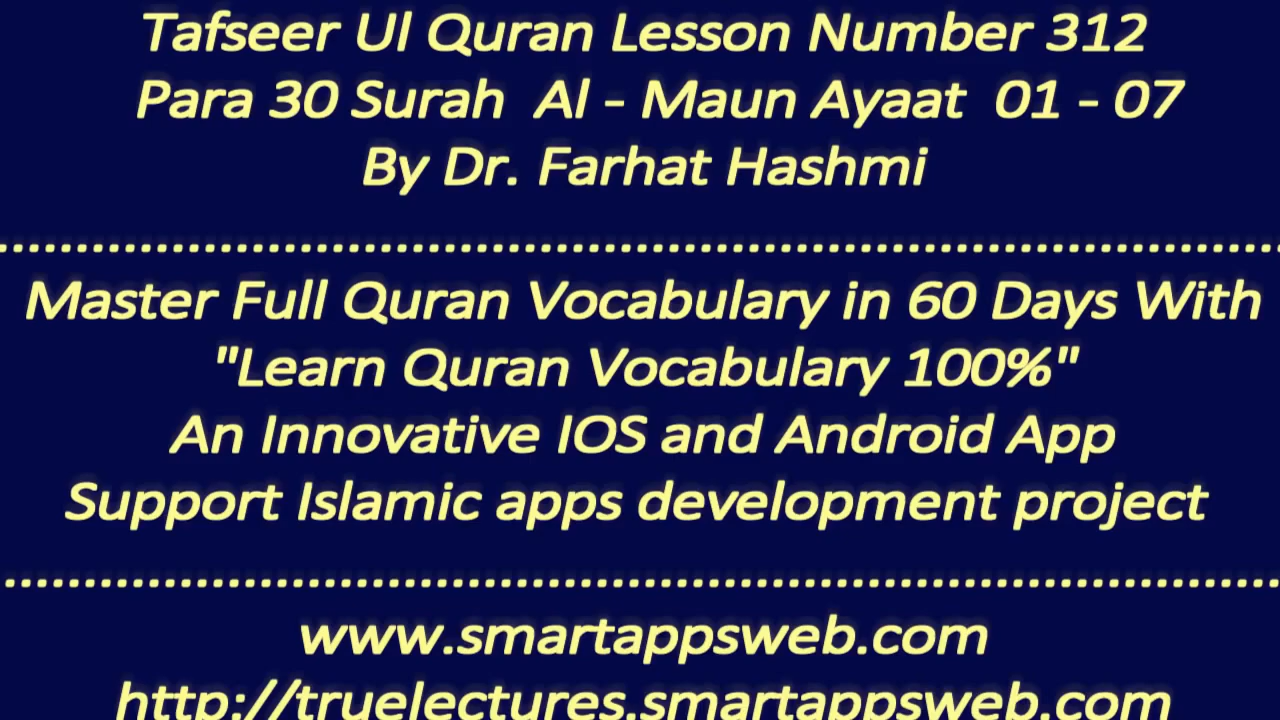 Tafseer Ul Quran Lesson Number 312
Para 30 Surah Al - Maun Ayaat 01 - 07
By Dr. Farhat Hashmi
Master Full Quran Vocabulary in 60 Days With
"Learn Quran Vocabulary 100%"
An Innovative IOS and Android App
Support Islamic apps development project
www.smartappsweb.com
http://truelectures.smartappsweb.com